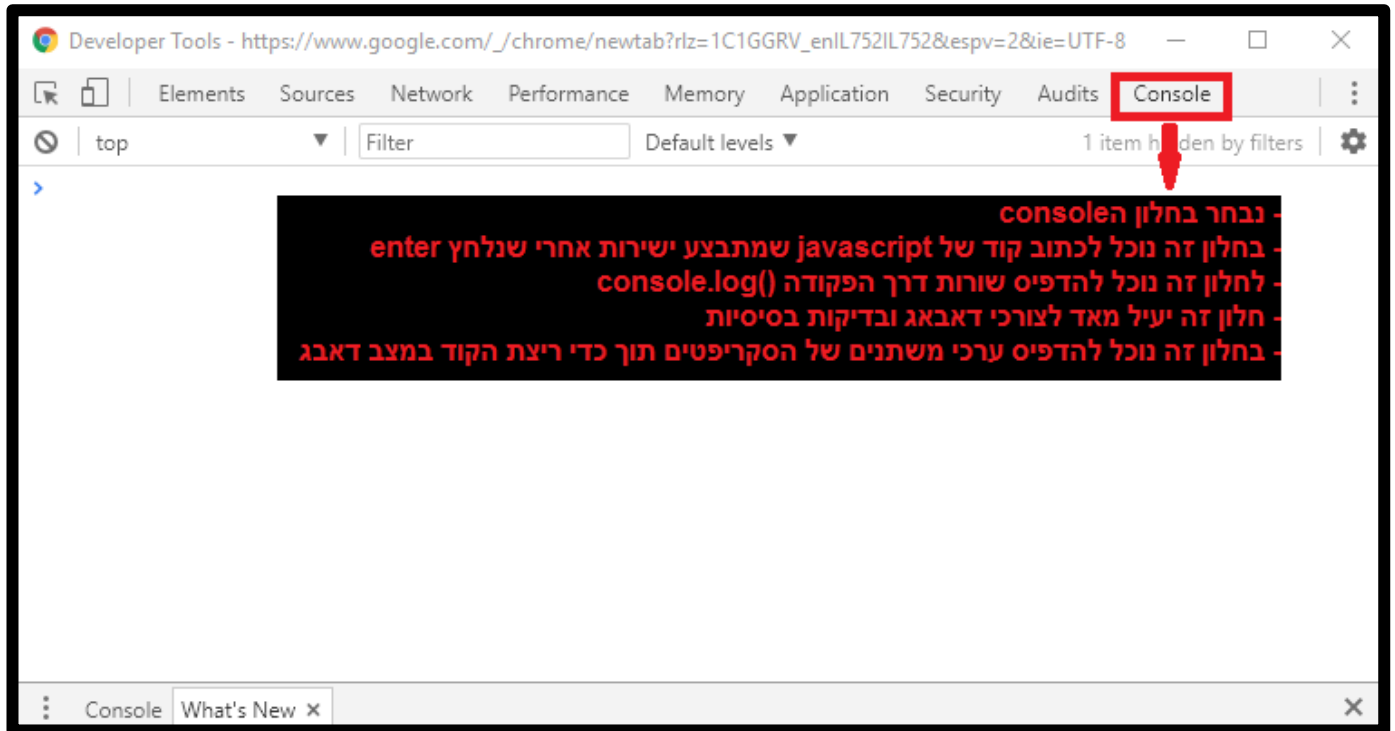 Developer Tools - https://www.google.com/_/chrome/newtab?rlz=1C1GGRV_enIL752IL752&espv=2&ie=UTF-8
Elements Sources Network Performance Memory Application Security Audits Console
top Filter Default levels 1 item hidden by filters
- נבחר בחלון הconsole
- בחלון זה נוכל לכתוב קוד של javascript שמתבצע ישירות אחרי שנלחץ enter
- לחלון זה נוכל להדפיס שורות דרך הפקודה console.log()
- חלון זה יעיל מאד לצורכי דאבאג ובדיקות בסיסיות
- בחלון זה נוכל להדפיס ערכי משתנים של הסקריפטים תוך כדי ריצת הקוד במצב דאבג
Console What's New